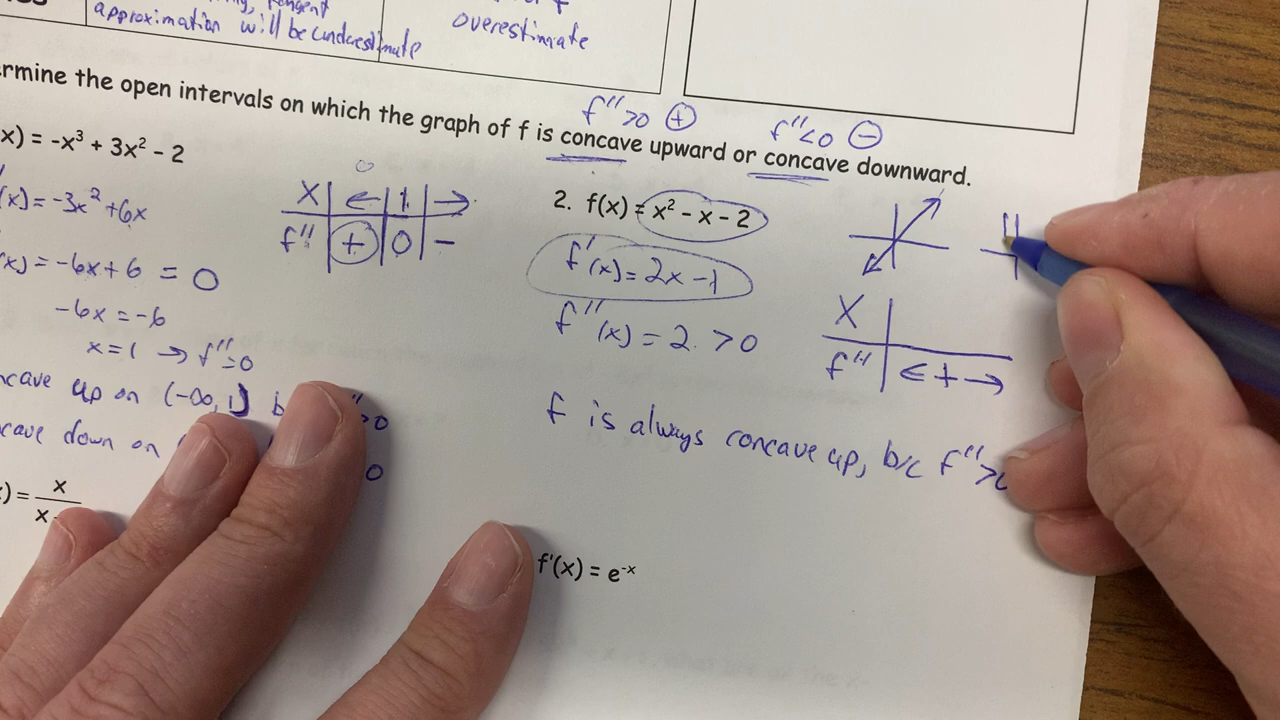 approximation will be underestimate
overestimate
rmine the open intervals on which the graph of f is concave upward or concave downward.
f''>0 ⊕
f''<0 ⊖
x) = -x³ + 3x² - 2
(x) = -3x² + 6x
(x) = -6x + 6 = 0
-6x = -6
x = 1 → f'' = 0
X | ← | 1 | →
f'' | + | 0 | -
cave up on (-∞, 1) b
cave down on (
>0
0
) = x/x
2. f(x) = x² - x - 2
f'(x) = 2x - 1
f''(x) = 2 > 0
X
f'' | ← + →
f is always concave up, b/c f'' >
f'(x) = e⁻ˣ